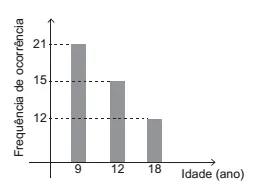 Frequência de ocorrência
21
15
12
9 12 18
Idade (ano)